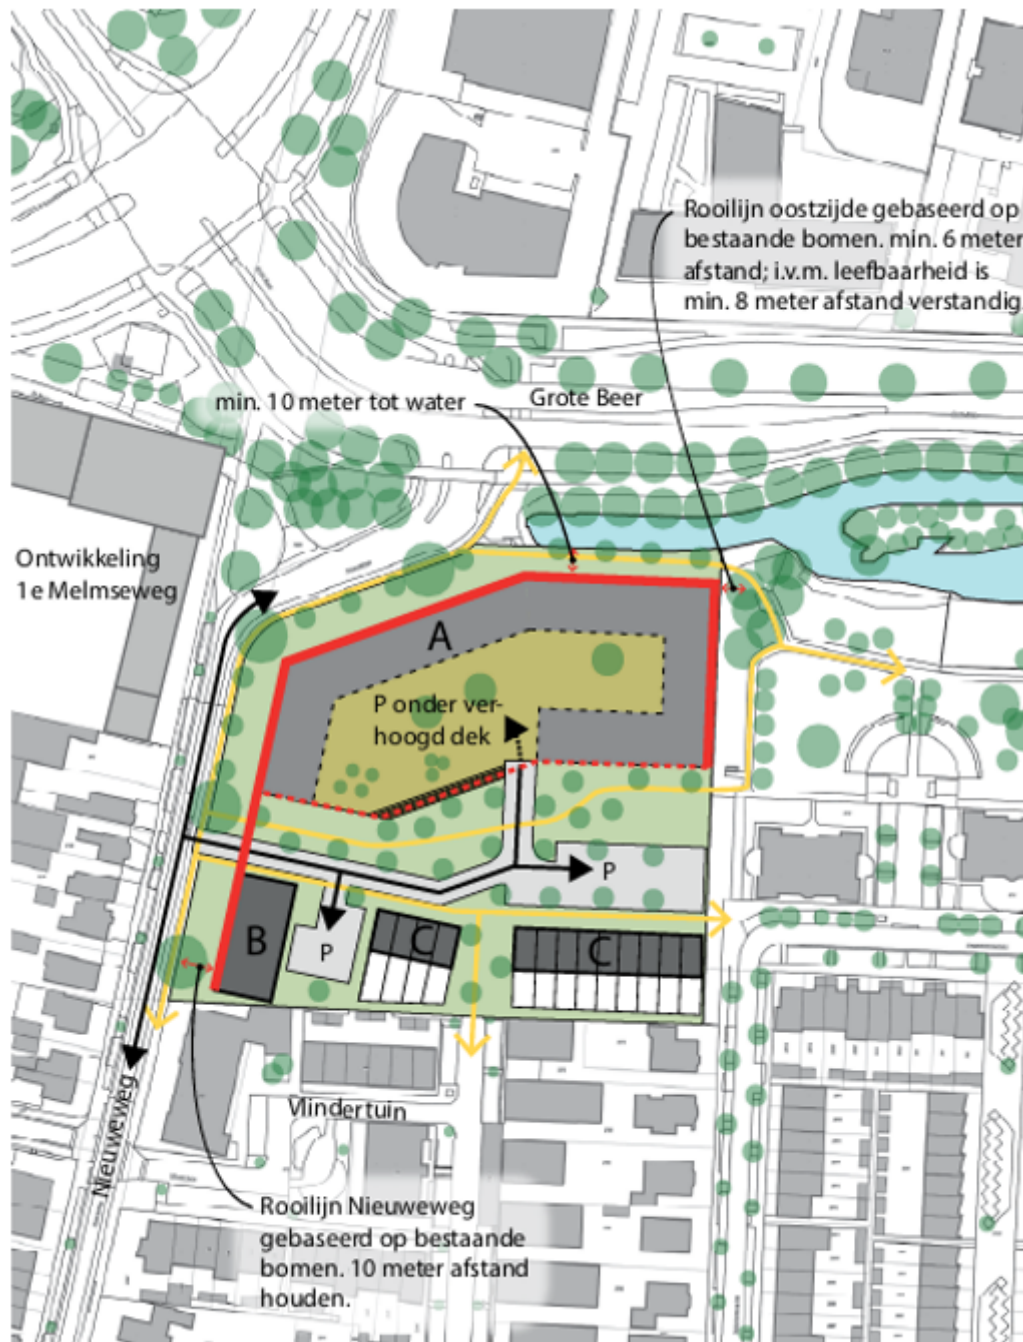 Rooilijn oostzijde gebaseerd op
bestaande bomen. min. 6 meter
afstand; i.v.m. leefbaarheid is
min. 8 meter afstand verstandig
min. 10 meter tot water
Grote Beer
Ontwikkeling
1e Melmseweg
A
P onder ver-
hoogd dek
P
B
P
C
C
Nieuweweg
Vlindertuin
Rooilijn Nieuweweg
gebaseerd op bestaande
bomen. 10 meter afstand
houden.